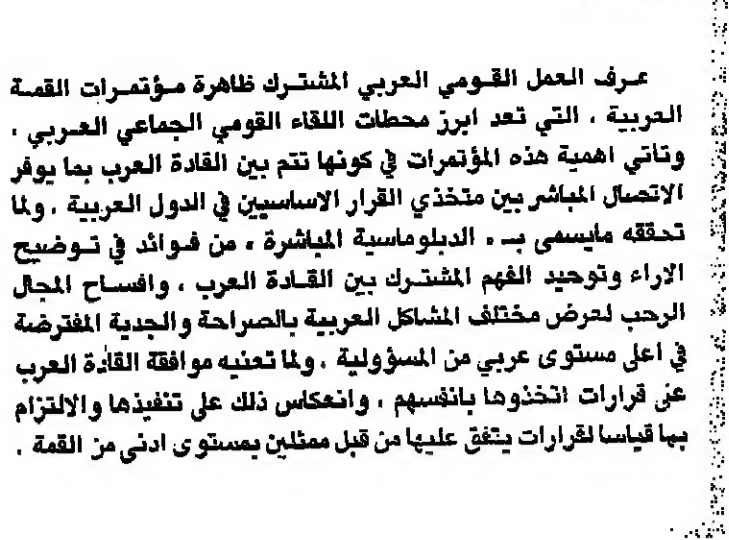 عرف العمل القومي العربي المشترك ظاهرة مؤتمرات القمة
العربية ، التي تعد ابرز محطات اللقاء القومي الجماعي العربي ،
وتاتي اهمية هذه المؤتمرات في كونها تتم بين القادة العرب بما يوفر
الاتصال المباشر بين متخذي القرار الاساسيين في الدول العربية ، ولما
تحققه مايسمى بـ « الدبلوماسية المباشرة » من فوائد في توضيح
الاراء وتوحيد الفهم المشترك بين القادة العرب ، وافساح المجال
الرحب لعرض مختلف المشاكل العربية بالصراحة والجدية المفترضة
في اعلى مستوى عربي من المسؤولية ، ولما تعنيه موافقة القادة العرب
على قرارات اتخذوها بانفسهم ، وانعكاس ذلك على تنفيذها والالتزام
بها قياسا لقرارات يتفق عليها من قبل ممثلين بمستوى ادنى من القمة .